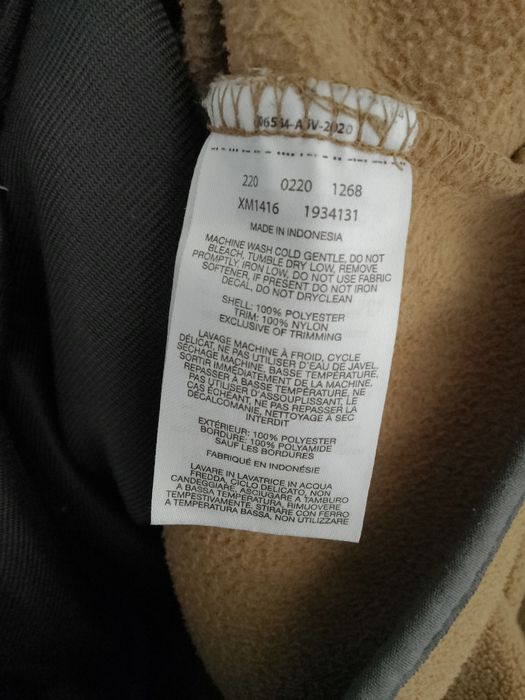 220 0220 1268
XM1416 1934131
MADE IN INDONESIA
MACHINE WASH COLD GENTLE, DO NOT
BLEACH, TUMBLE DRY LOW, REMOVE
PROMPTLY, IRON LOW, DO NOT USE FABRIC
SOFTENER, IF PRESENT DO NOT IRON
DECAL, DO NOT DRYCLEAN
SHELL: 100% POLYESTER
TRIM: 100% NYLON
EXCLUSIVE OF TRIMMING
LAVAGE MACHINE À FROID, CYCLE
DÉLICAT, NE PAS UTILISER D'EAU DE JAVEL,
SÉCHAGE MACHINE, BASSE TEMPÉRATURE,
SORTIR IMMÉDIATEMENT DE LA MACHINE,
REPASSER À BASSE TEMPÉRATURE, NE
PAS UTILISER D'ASSOUPLISSANT, LE
CAS ÉCHÉANT, NE PAS REPASSER LA
DÉCALCOMANIE, NETTOYAGE À SEC
INTERDIT
EXTÉRIEUR: 100% POLYESTER
BORDURE: 100% POLYAMIDE
SAUF LES BORDURES
FABRIQUÉ EN INDONÉSIE
LAVARE IN LAVATRICE IN ACQUA
FREDDA, CICLO DELICATO, NON
CANDEGGIARE, ASCIUGARE A TAMBURO
A BASSA TEMPERATURA, RIMUOVERE
TEMPESTIVAMENTE, STIRARE CON FERRO
A TEMPERATURA BASSA, NON UTILIZZARE